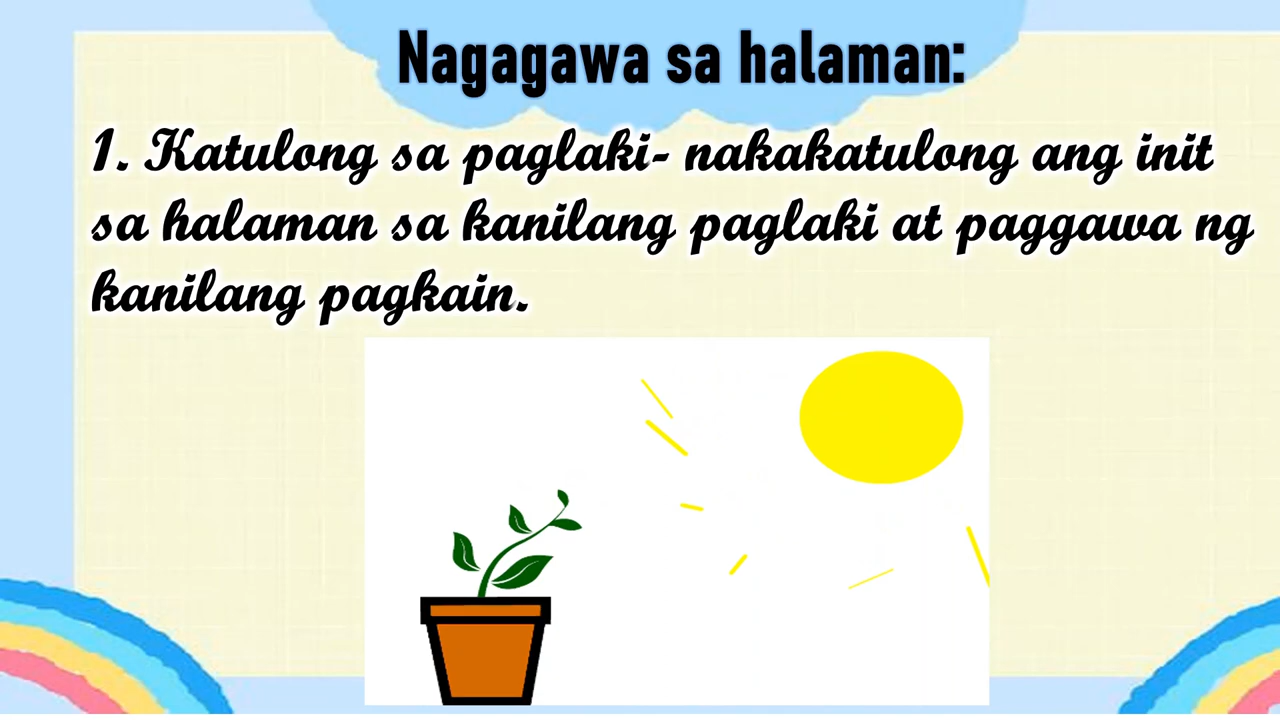 Nagagawa sa halaman:
1. Katulong sa paglaki- nakakatulong ang init
sa halaman sa kanilang paglaki at paggawa ng
kanilang pagkain.